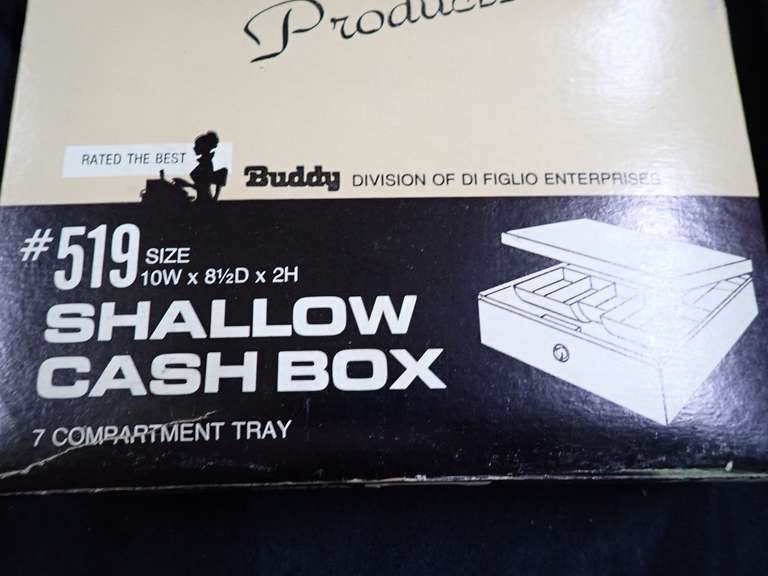 Products
RATED THE BEST
Buddy DIVISION OF DI FIGLIO ENTERPRISES
#519 SIZE
10W x 8½D x 2H
SHALLOW
CASH BOX
7 COMPARTMENT TRAY